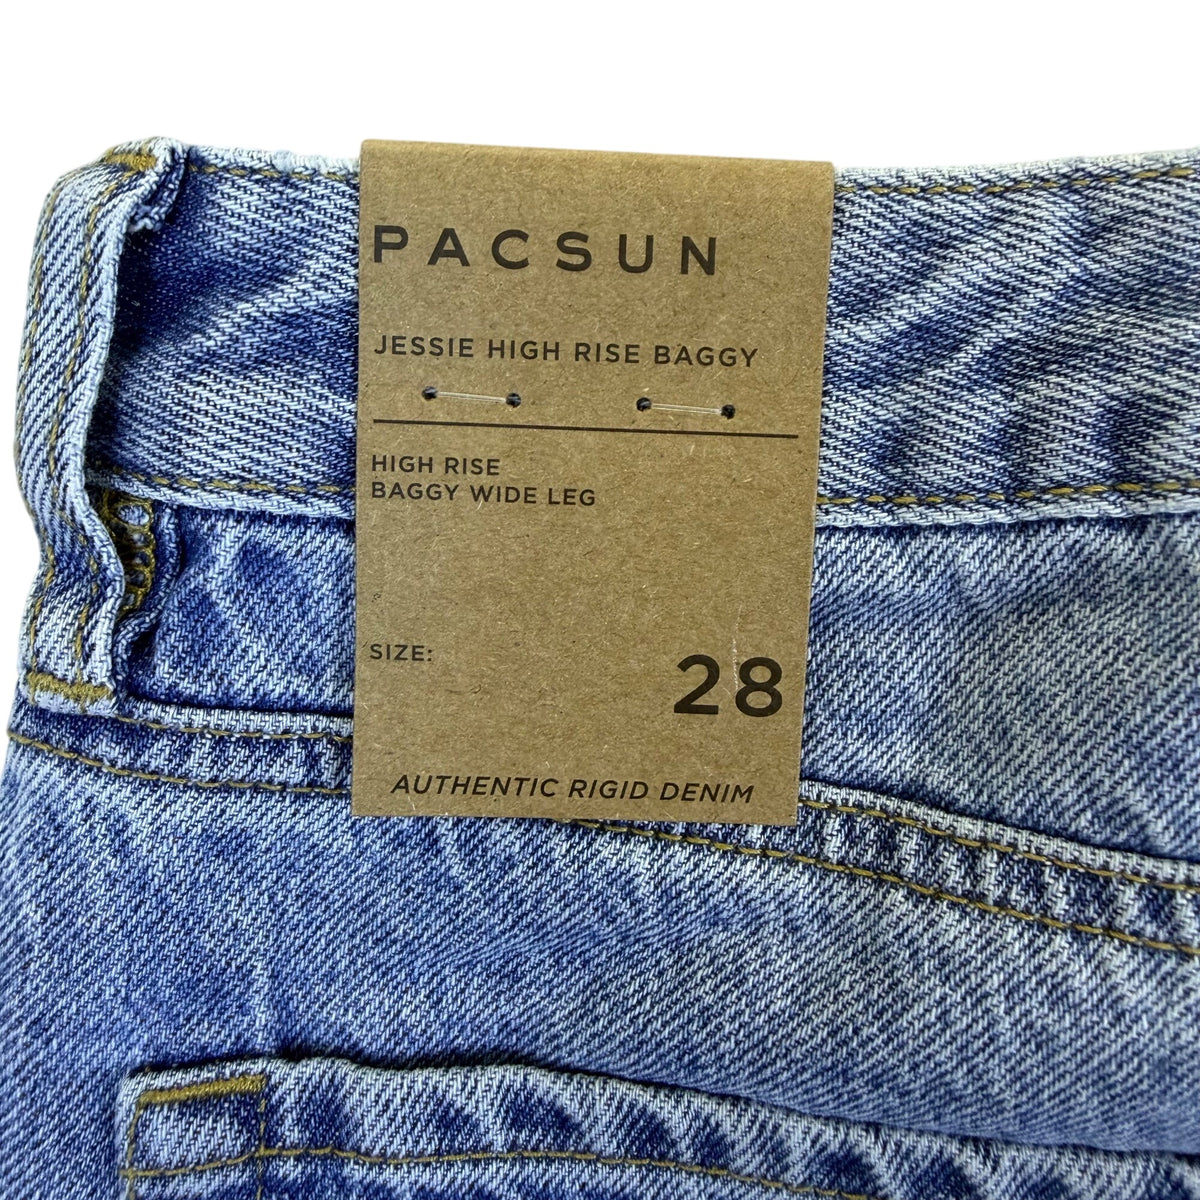 PACSUN
JESSIE HIGH RISE BAGGY
HIGH RISE
BAGGY WIDE LEG
SIZE: 28
AUTHENTIC RIGID DENIM